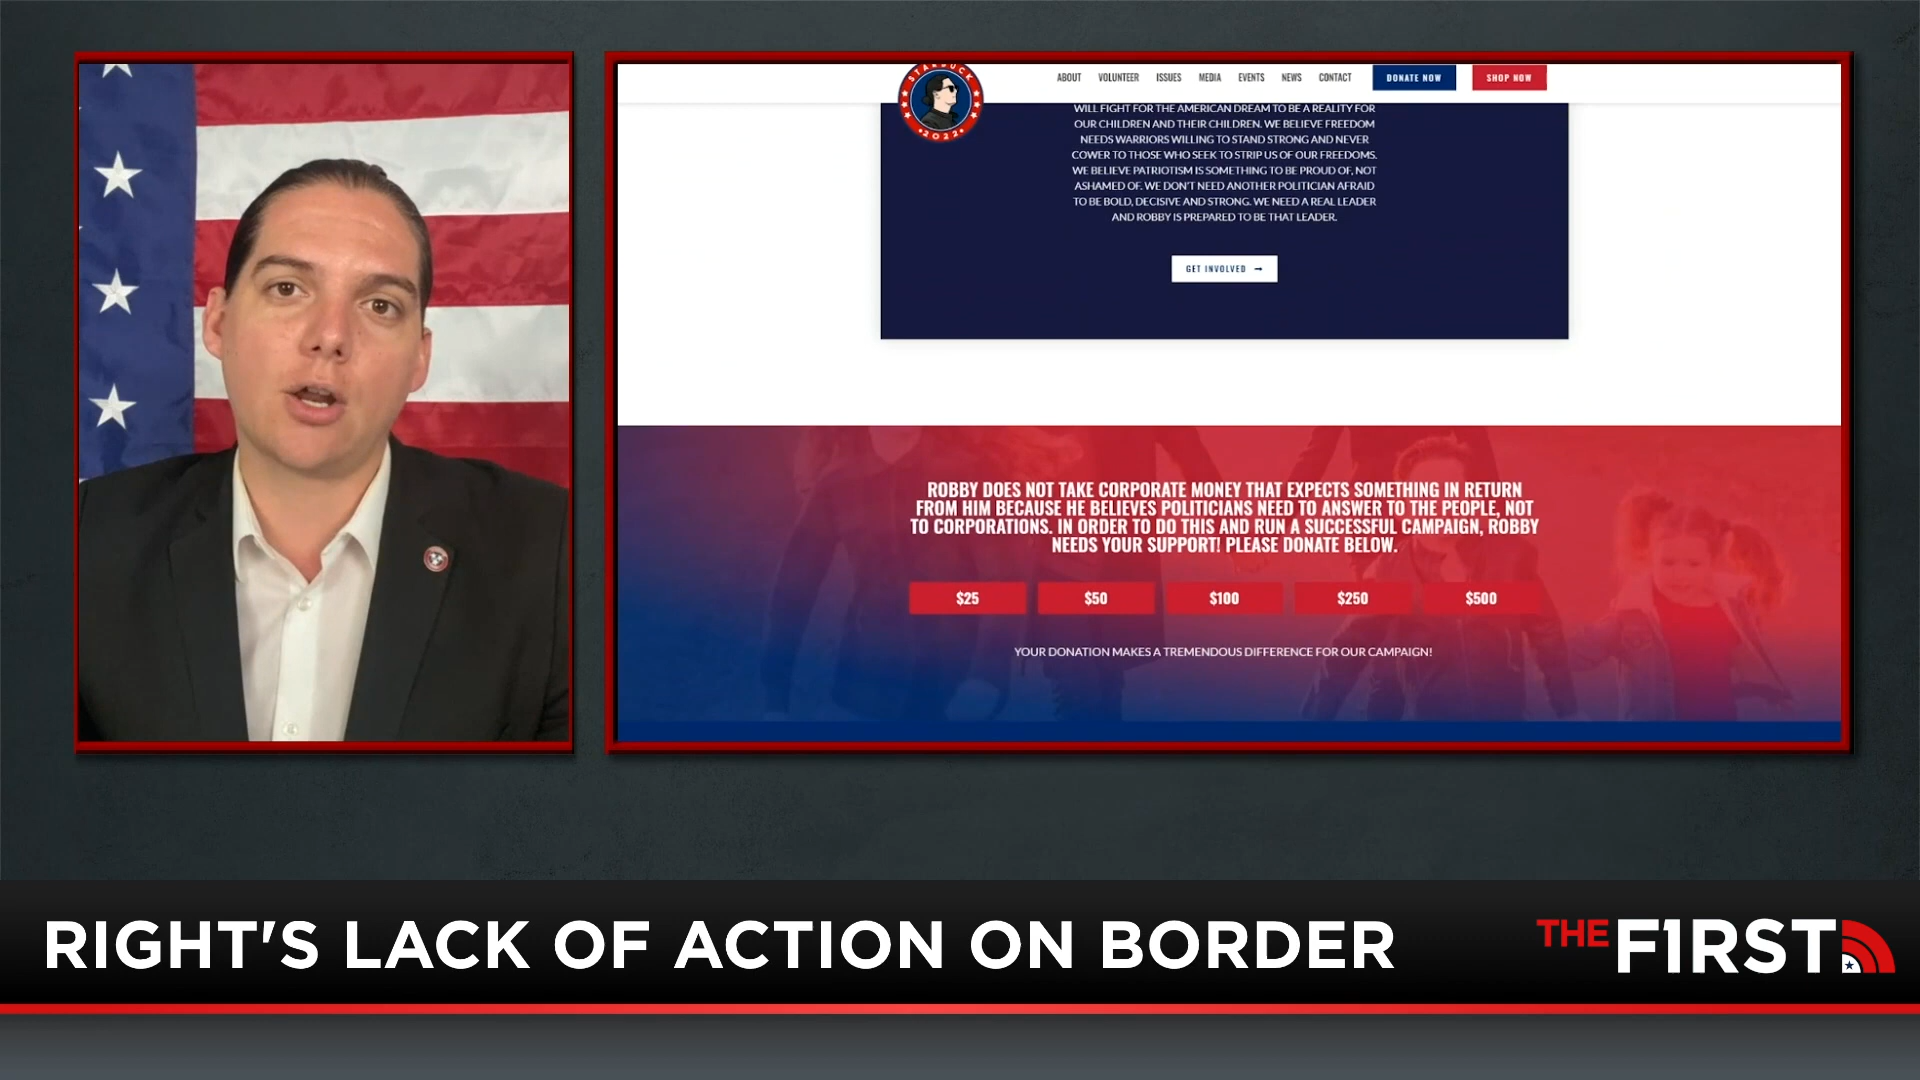 STARBUCK
2022
ABOUT VOLUNTEER ISSUES MEDIA EVENTS NEWS CONTACT DONATE NOW SHOP NOW
WILL FIGHT FOR THE AMERICAN DREAM TO BE A REALITY FOR
OUR CHILDREN AND THEIR CHILDREN. WE BELIEVE FREEDOM
NEEDS WARRIORS WILLING TO STAND STRONG AND NEVER
COWER TO THOSE WHO SEEK TO STRIP US OF OUR FREEDOMS.
WE BELIEVE PATRIOTISM IS SOMETHING TO BE PROUD OF, NOT
ASHAMED OF. WE DON'T NEED ANOTHER POLITICIAN AFRAID
TO BE BOLD, DECISIVE AND STRONG. WE NEED A REAL LEADER
AND ROBBY IS PREPARED TO BE THAT LEADER.
GET INVOLVED →
ROBBY DOES NOT TAKE CORPORATE MONEY THAT EXPECTS SOMETHING IN RETURN
FROM HIM BECAUSE HE BELIEVES POLITICIANS NEED TO ANSWER TO THE PEOPLE, NOT
TO CORPORATIONS. IN ORDER TO DO THIS AND RUN A SUCCESSFUL CAMPAIGN, ROBBY
NEEDS YOUR SUPPORT! PLEASE DONATE BELOW.
$25 $50 $100 $250 $500
YOUR DONATION MAKES A TREMENDOUS DIFFERENCE FOR OUR CAMPAIGN!
RIGHT'S LACK OF ACTION ON BORDER
THE F1RST